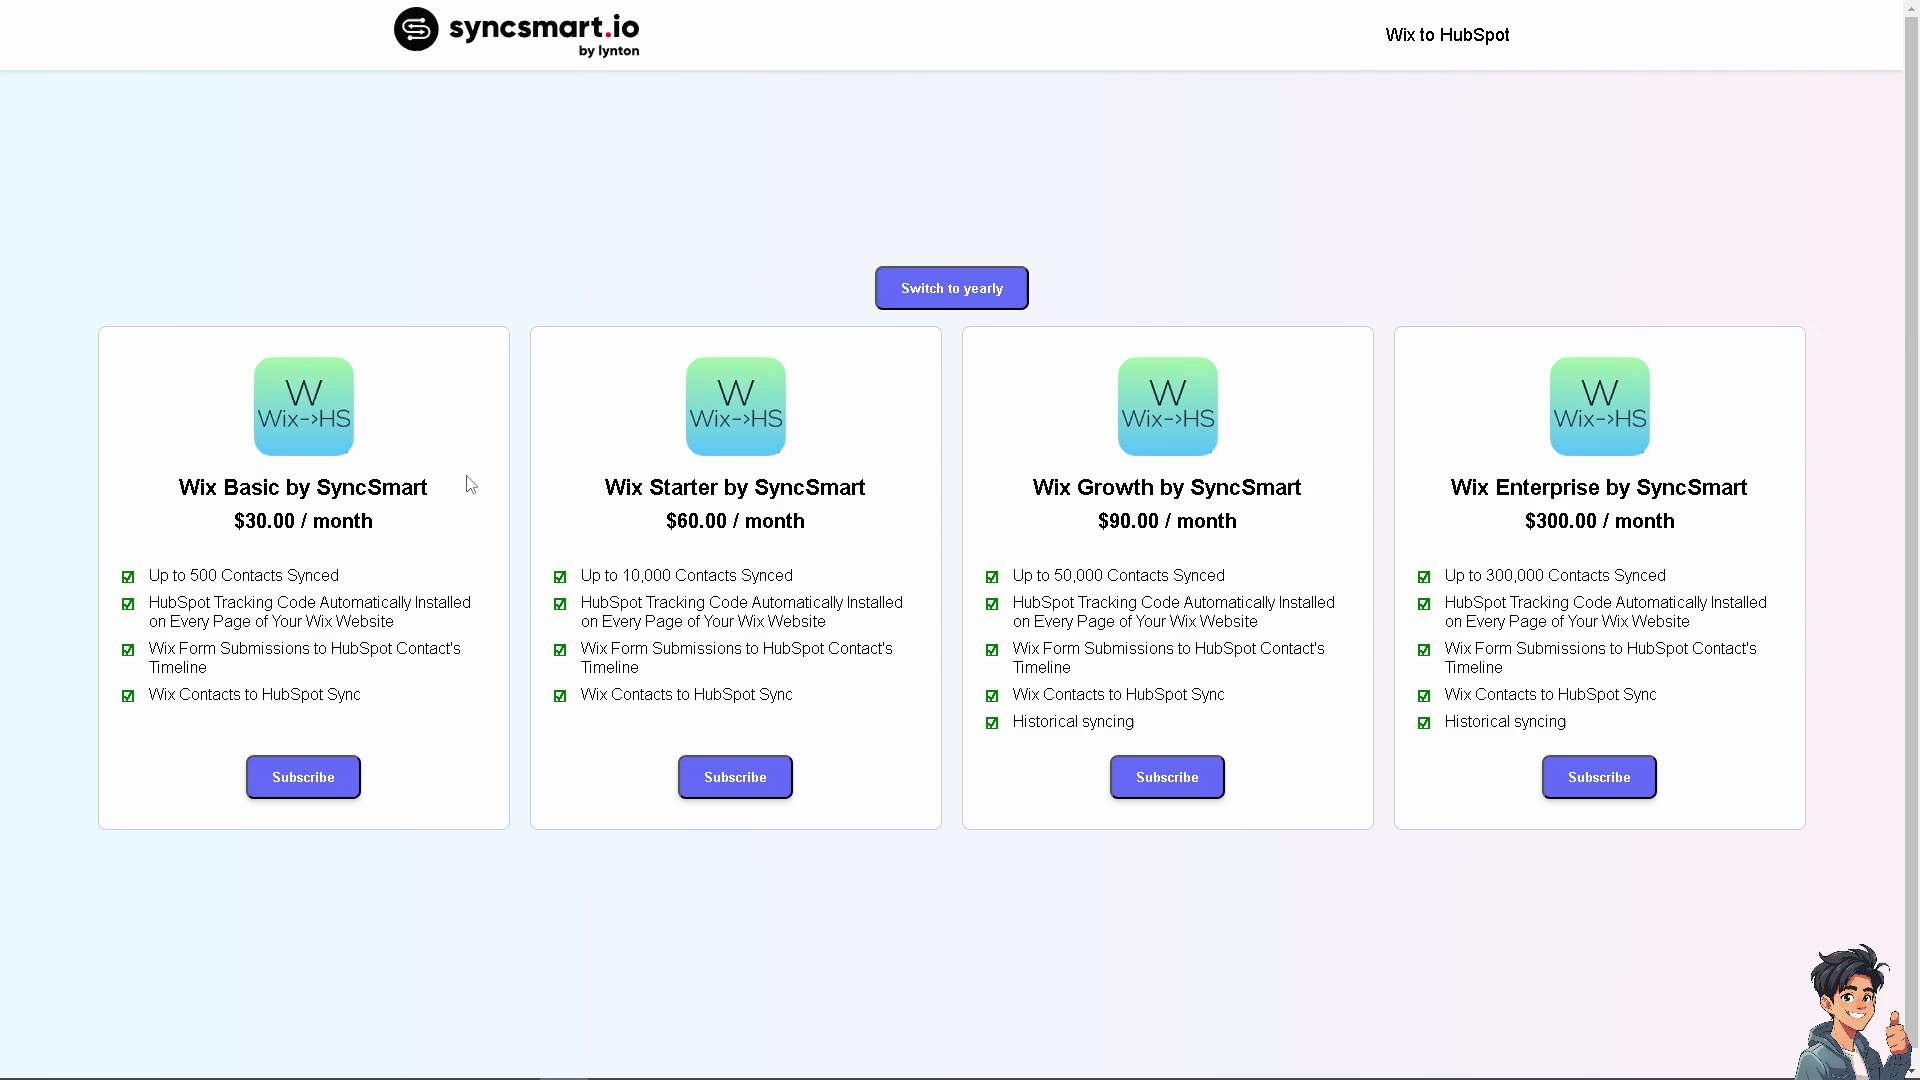 syncsmart.io
by lynton
Wix to HubSpot
Switch to yearly
W
Wix->HS
Wix Basic by SyncSmart
$30.00 / month
Up to 500 Contacts Synced
HubSpot Tracking Code Automatically Installed
on Every Page of Your Wix Website
Wix Form Submissions to HubSpot Contact's
Timeline
Wix Contacts to HubSpot Sync
Subscribe
W
Wix->HS
Wix Starter by SyncSmart
$60.00 / month
Up to 10,000 Contacts Synced
HubSpot Tracking Code Automatically Installed
on Every Page of Your Wix Website
Wix Form Submissions to HubSpot Contact's
Timeline
Wix Contacts to HubSpot Sync
Subscribe
W
Wix->HS
Wix Growth by SyncSmart
$90.00 / month
Up to 50,000 Contacts Synced
HubSpot Tracking Code Automatically Installed
on Every Page of Your Wix Website
Wix Form Submissions to HubSpot Contact's
Timeline
Wix Contacts to HubSpot Sync
Historical syncing
Subscribe
W
Wix->HS
Wix Enterprise by SyncSmart
$300.00 / month
Up to 300,000 Contacts Synced
HubSpot Tracking Code Automatically Installed
on Every Page of Your Wix Website
Wix Form Submissions to HubSpot Contact's
Timeline
Wix Contacts to HubSpot Sync
Historical syncing
Subscribe